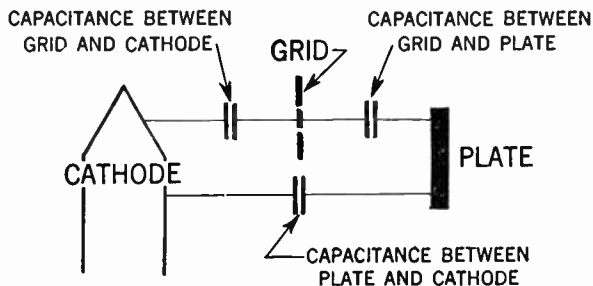 CAPACITANCE BETWEEN
GRID AND CATHODE
GRID
CAPACITANCE BETWEEN
GRID AND PLATE
CATHODE
PLATE
CAPACITANCE BETWEEN
PLATE AND CATHODE